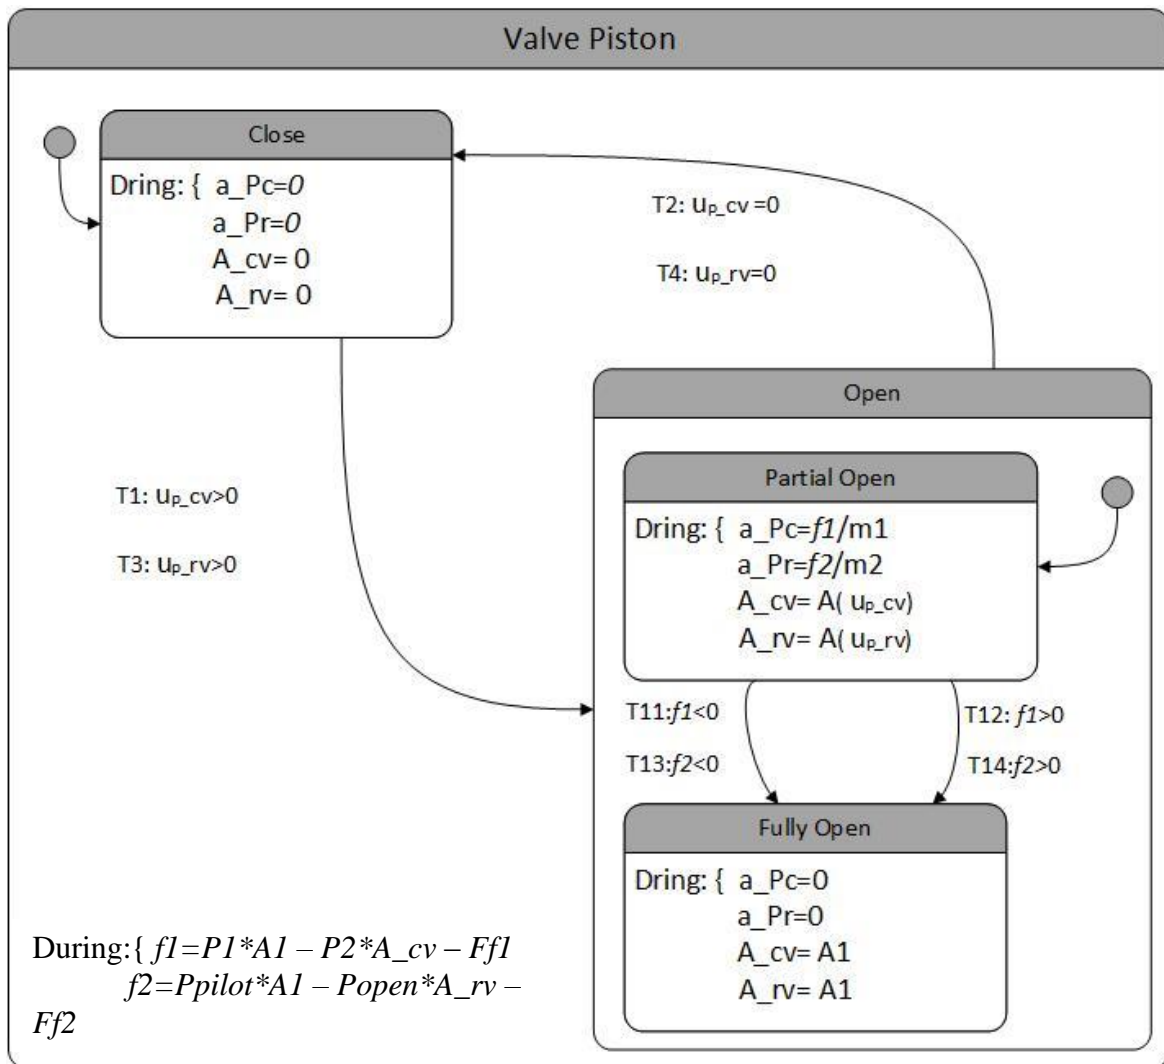 Valve Piston
Close
Dring: { a_Pc=0
a_Pr=0
A_cv= 0
A_rv= 0
T2: uP_cv =0
T4: uP_rv=0
T1: uP_cv>0
T3: uP_rv>0
Open
Partial Open
Dring: { a_Pc=f1/m1
a_Pr=f2/m2
A_cv= A( uP_cv)
A_rv= A( uP_rv)
T11:f1<0
T12: f1>0
T13:f2<0
T14:f2>0
Fully Open
Dring: { a_Pc=0
a_Pr=0
A_cv= A1
A_rv= A1
During:{ f1=P1*A1 – P2*A_cv – Ff1
f2=Ppilot*A1 – Popen*A_rv –
Ff2